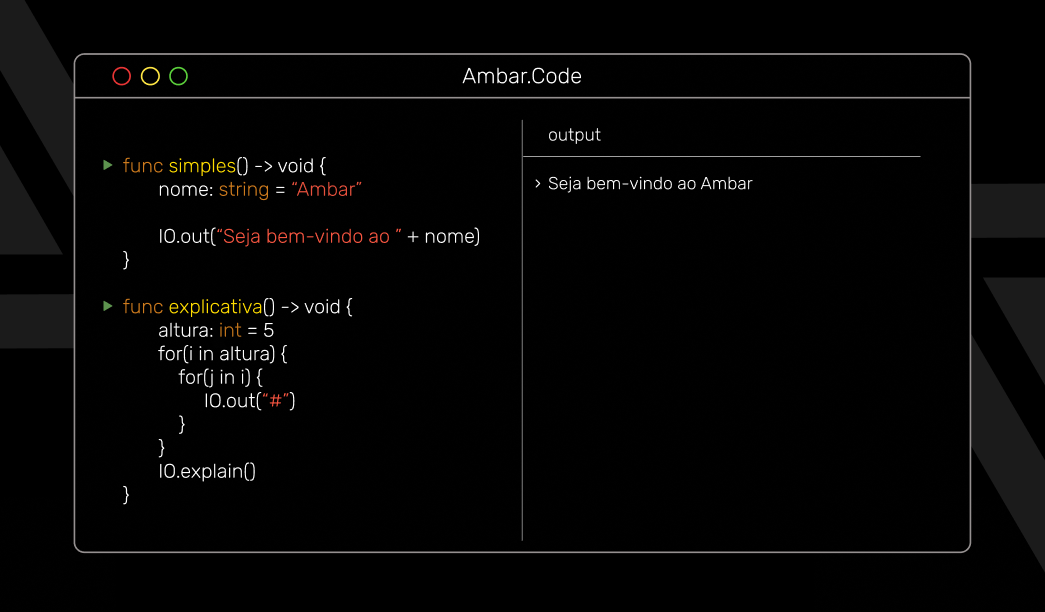 Ambar.Code
func simples() -> void {
nome: string = “Ambar”
IO.out(“Seja bem-vindo ao ” + nome)
}
func explicativa() -> void {
altura: int = 5
for(i in altura) {
for(j in i) {
IO.out(“#”)
}
}
IO.explain()
}
output
> Seja bem-vindo ao Ambar